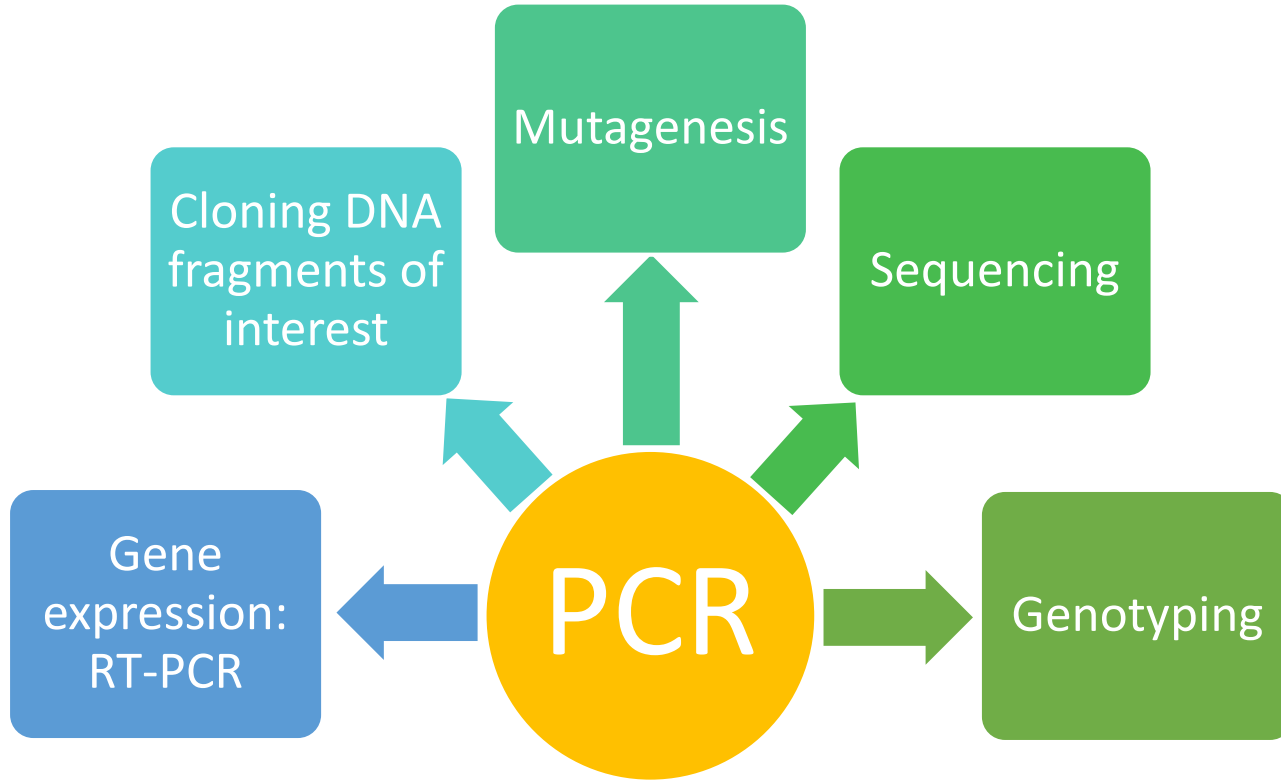 Mutagenesis
Cloning DNA
fragments of
interest
Sequencing
Gene
expression:
RT-PCR
PCR
Genotyping